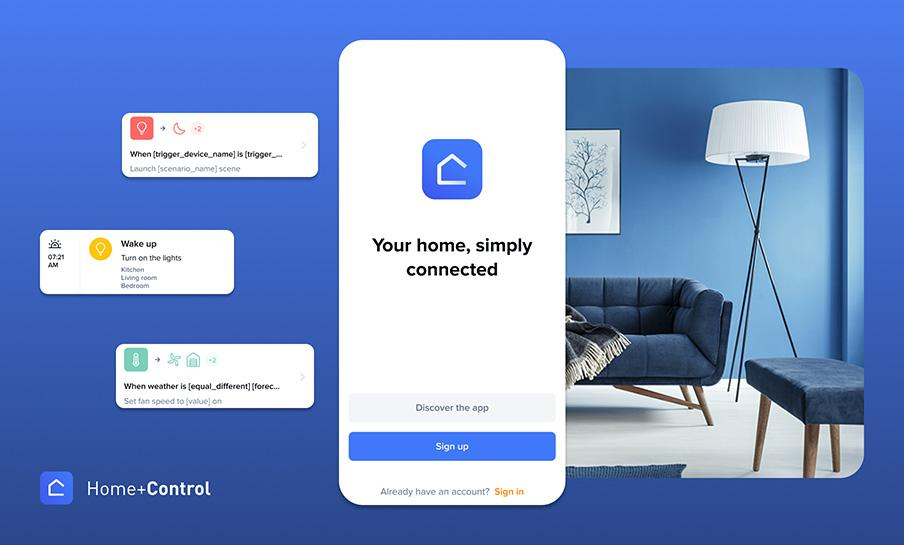 +2
When [trigger_device_name] is [trigger_...
Launch [scenario_name] scene
07:21
AM
Wake up
Turn on the lights
Kitchen
Living room
Bedroom
+2
When weather is [equal_different] [forec...
Set fan speed to [value] on
Home+Control
Your home, simply
connected
Discover the app
Sign up
Already have an account? Sign in